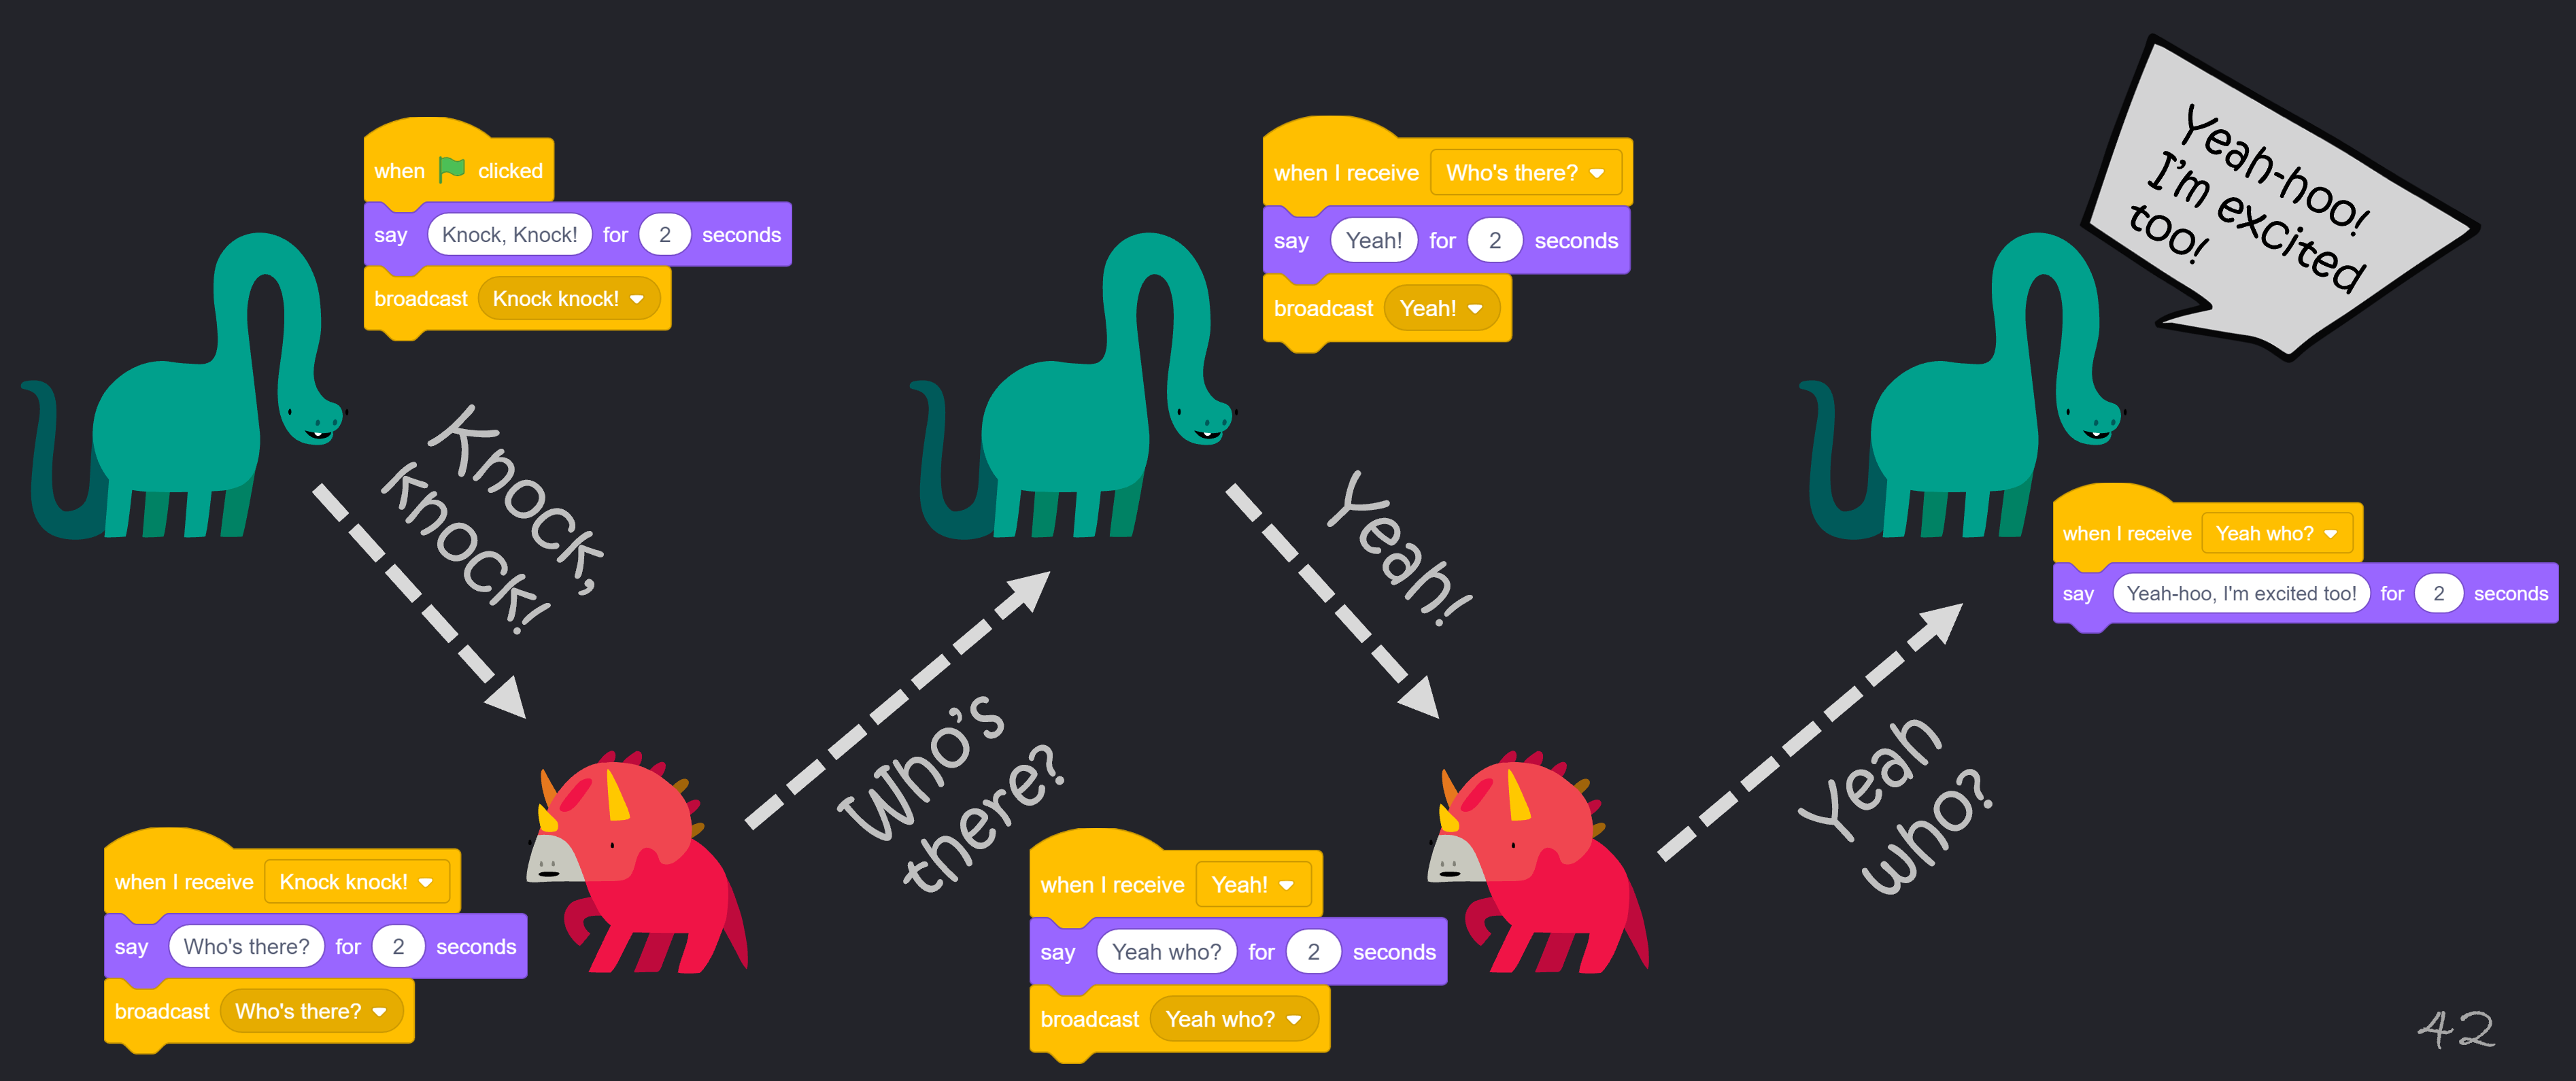 when clicked
say Knock, Knock! for 2 seconds
broadcast Knock knock!
Knock,
knock!
when I receive Knock knock!
say Who's there? for 2 seconds
broadcast Who's there?
Who's
there?
when I receive Who's there?
say Yeah! for 2 seconds
broadcast Yeah!
Yeah!
when I receive Yeah!
say Yeah who? for 2 seconds
broadcast Yeah who?
Yeah
who?
when I receive Yeah who?
say Yeah-hoo, I'm excited too! for 2 seconds
Yeah-hoo!
I'm excited
too!
42